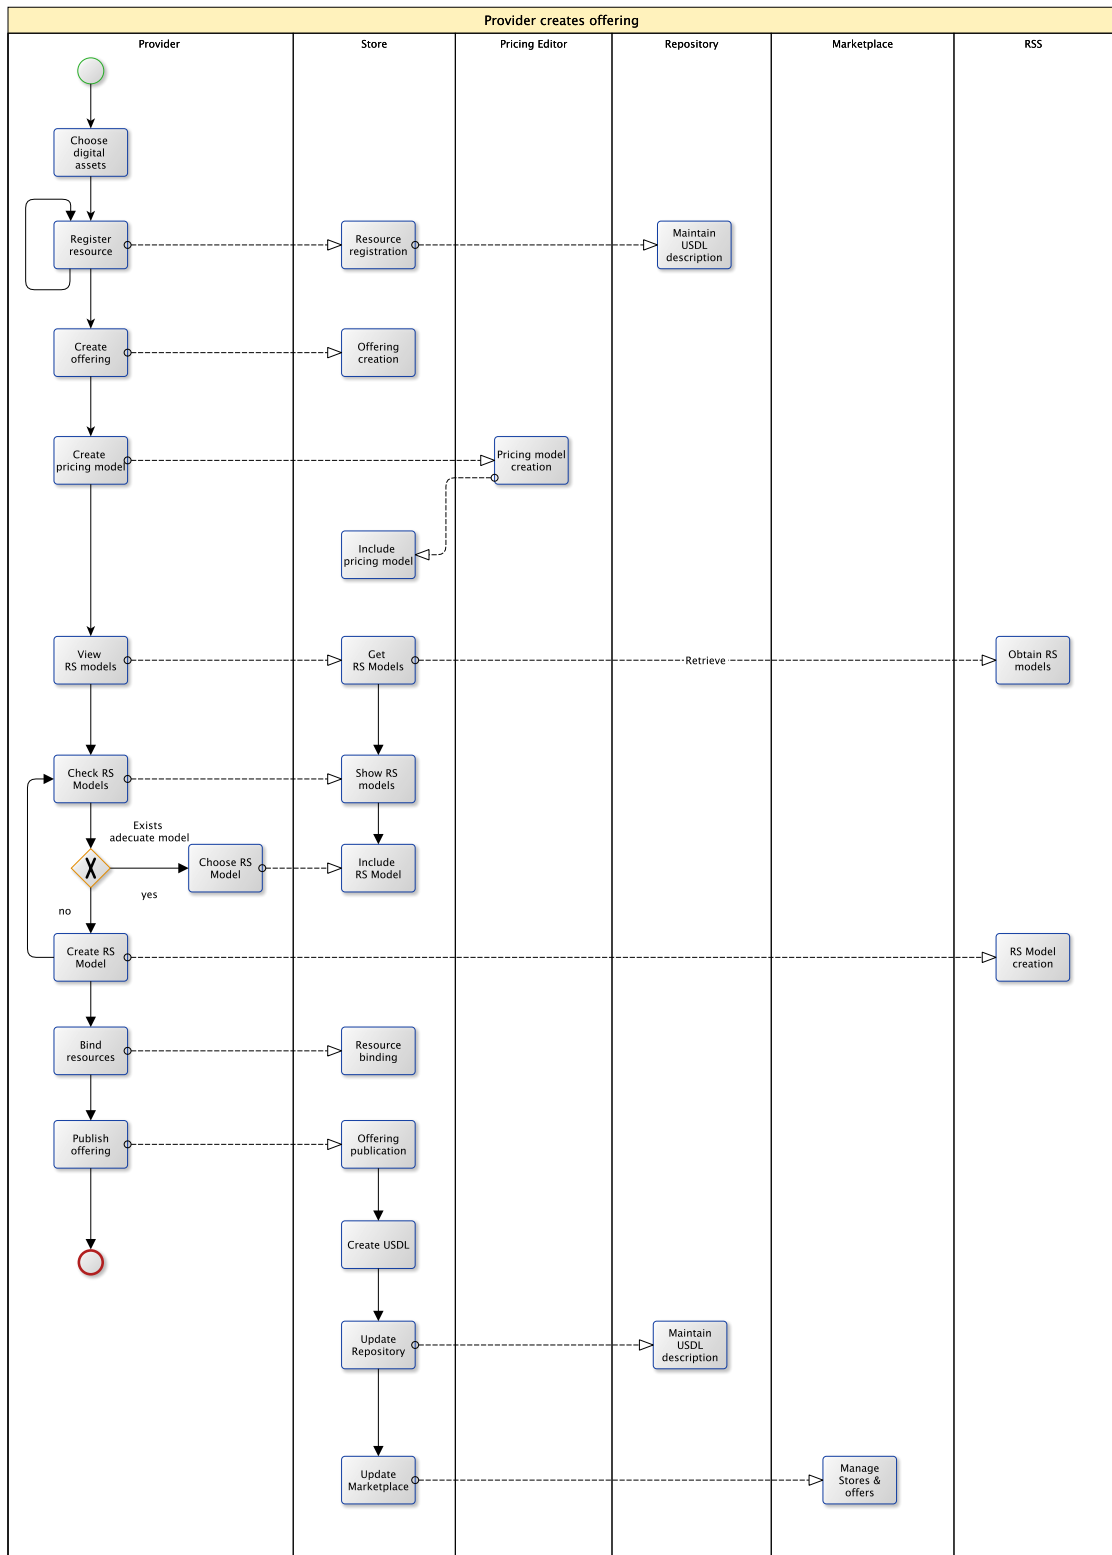 Provider creates offering
Provider
Store
Pricing Editor
Repository
Marketplace
RSS
Choose
digital
assets
Register
resource
Resource
registration
Maintain
USDL
description
Create
offering
Offering
creation
Create
pricing model
Pricing model
creation
Include
pricing model
View
RS models
Get
RS Models
Retrieve
Obtain RS
models
Check RS
Models
Show RS
models
Exists
adecuate model
X
Choose RS
Model
Include
RS Model
yes
no
Create RS
Model
RS Model
creation
Bind
resources
Resource
binding
Publish
offering
Offering
publication
Create USDL
Update
Repository
Maintain
USDL
description
Update
Marketplace
Manage
Stores &
offers